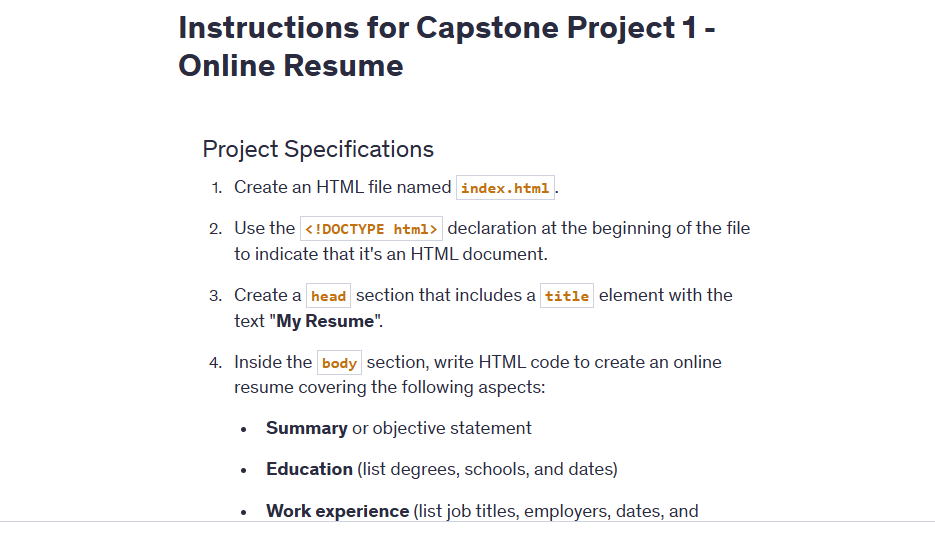 Instructions for Capstone Project 1 -
Online Resume
Project Specifications
1. Create an HTML file named index.html.
2. Use the <!DOCTYPE html> declaration at the beginning of the file
to indicate that it's an HTML document.
3. Create a head section that includes a title element with the
text "My Resume".
4. Inside the body section, write HTML code to create an online
resume covering the following aspects:
• Summary or objective statement
• Education (list degrees, schools, and dates)
• Work experience (list job titles, employers, dates, and